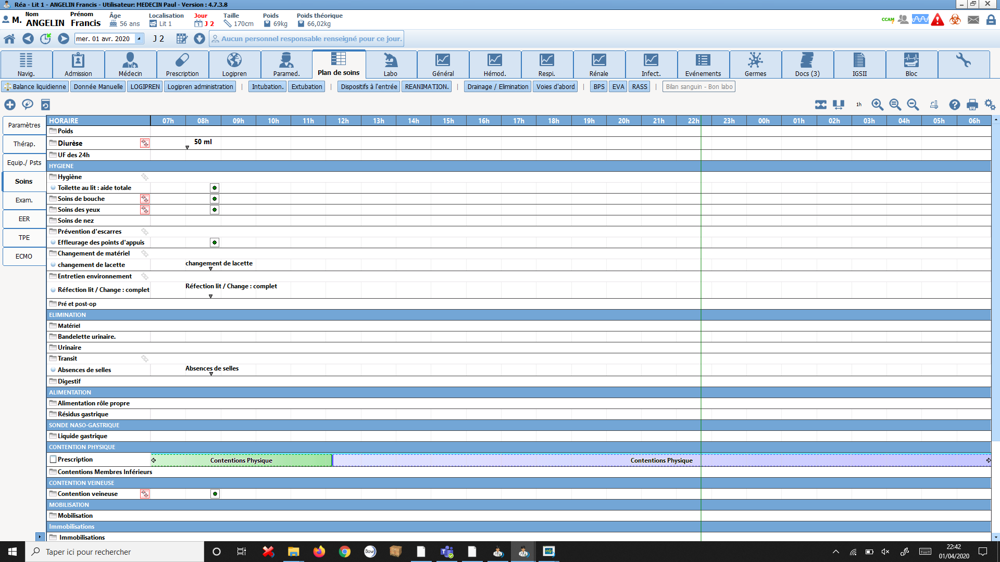 Réa - Lit 1 - ANGELIN Francis - Utilisateur: MEDECIN Paul - Version : 4.7.3.8
M. Nom ANGELIN Prénom Francis Âge 56 ans Localisation Lit 1 Jour J 2 Taille 170cm Poids 69kg Poids théorique 66,02kg CCAM
mer. 01 avr. 2020 J 2 Aucun personnel responsable renseigné pour ce jour.
Navig. Admission Médecin Prescription Logipren Paramed. Plan de soins Labo Général Hémod. Respi. Rénale Infect. Evénements Germes Docs (3) IGSII Bloc
Balance liquidienne Donnée Manuelle LOGIPREN Logipren administration | Intubation. Extubation | Dispositifs à l'entrée REANIMATION. | Drainage / Elimination Voies d'abord | BPS EVA RASS | Bilan sanguin - Bon labo
1h
Paramètres
Thérap.
Equip./ Psts
Soins
Exam.
EER
TPE
ECMO
HORAIRE 07h 08h 09h 10h 11h 12h 13h 14h 15h 16h 17h 18h 19h 20h 21h 22h 23h 00h 01h 02h 03h 04h 05h 06h
Poids
Diurèse 50 ml
UF des 24h
HYGIENE
Hygiène
Toilette au lit : aide totale
Soins de bouche
Soins des yeux
Soins de nez
Prévention d'escarres
Effleurage des points d'appuis
Changement de matériel
changement de lacette changement de lacette
Entretien environnement
Réfection lit / Change : complet Réfection lit / Change : complet
Pré et post-op
ELIMINATION
Matériel
Bandelette urinaire.
Urinaire
Transit
Absences de selles Absences de selles
Digestif
ALIMENTATION
Alimentation rôle propre
Résidus gastrique
SONDE NASO-GASTRIQUE
Liquide gastrique
CONTENTION PHYSIQUE
Prescription Contentions Physique Contentions Physique
Contentions Membres Inférieurs
CONTENTION VEINEUSE
Contention veineuse
MOBILISATION
Mobilisation
Immobilisations
Immobilisations
Taper ici pour rechercher
Bow
22:42
01/04/2020